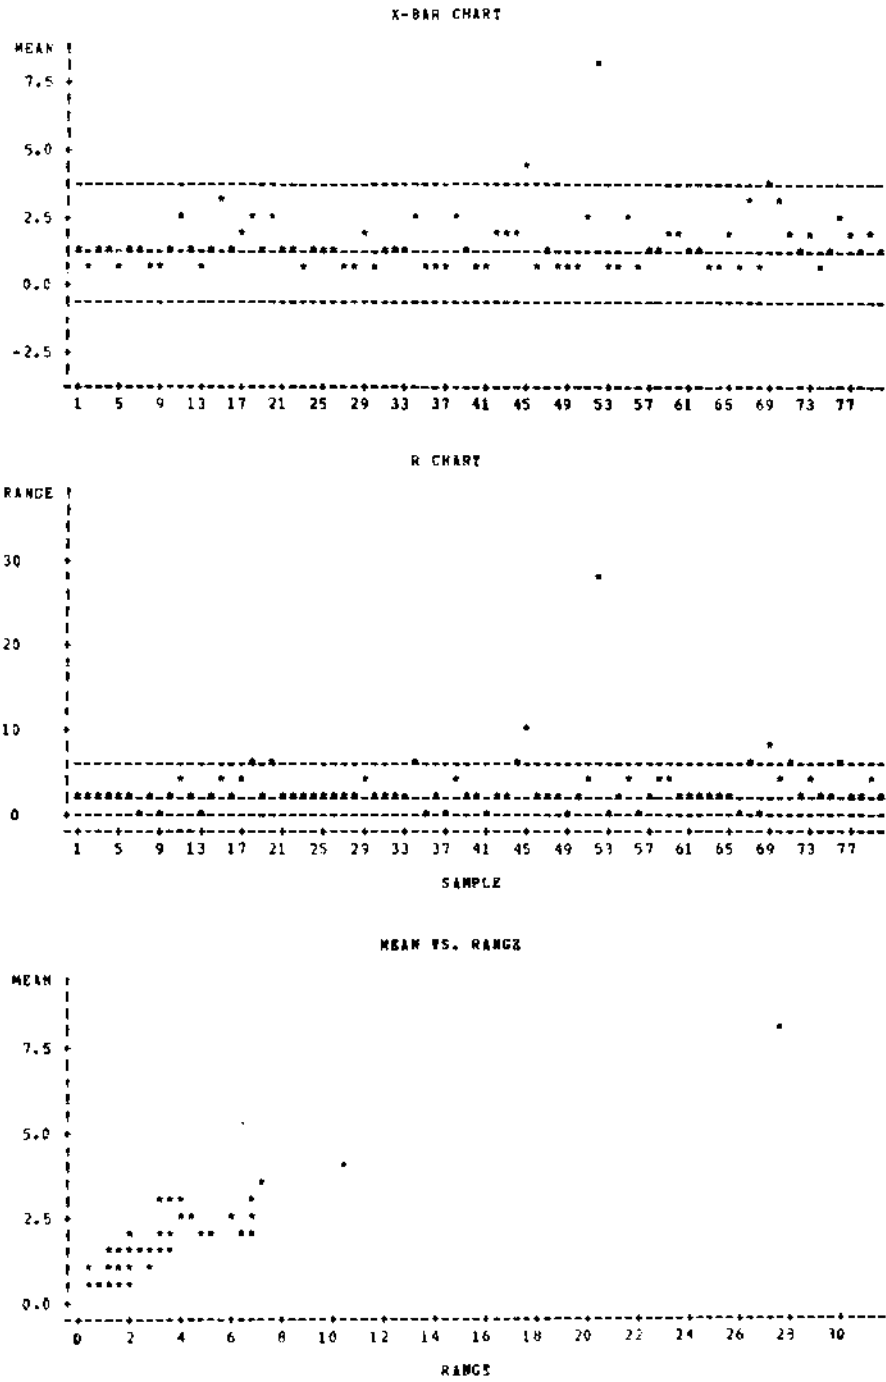 X-BAR CHART
MEAN
7.5
5.0
2.5
0.0
-2.5
1 5 9 13 17 21 25 29 33 37 41 45 49 53 57 61 65 69 73 77
R CHART
RANGE
30
20
10
0
1 5 9 13 17 21 25 29 33 37 41 45 49 53 57 61 65 69 73 77
SAMPLE
MEAN VS. RANGE
MEAN
7.5
5.0
2.5
0.0
0 2 4 6 8 10 12 14 16 18 20 22 24 26 28 30
RANGE